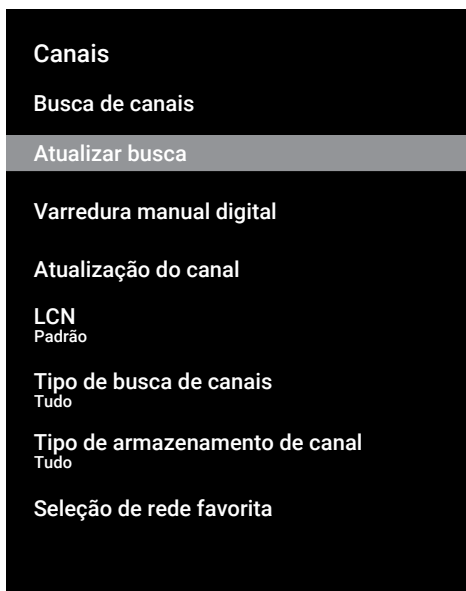 Canais
Busca de canais
Atualizar busca
Varredura manual digital
Atualização do canal
LCN
Padrão
Tipo de busca de canais
Tudo
Tipo de armazenamento de canal
Tudo
Seleção de rede favorita